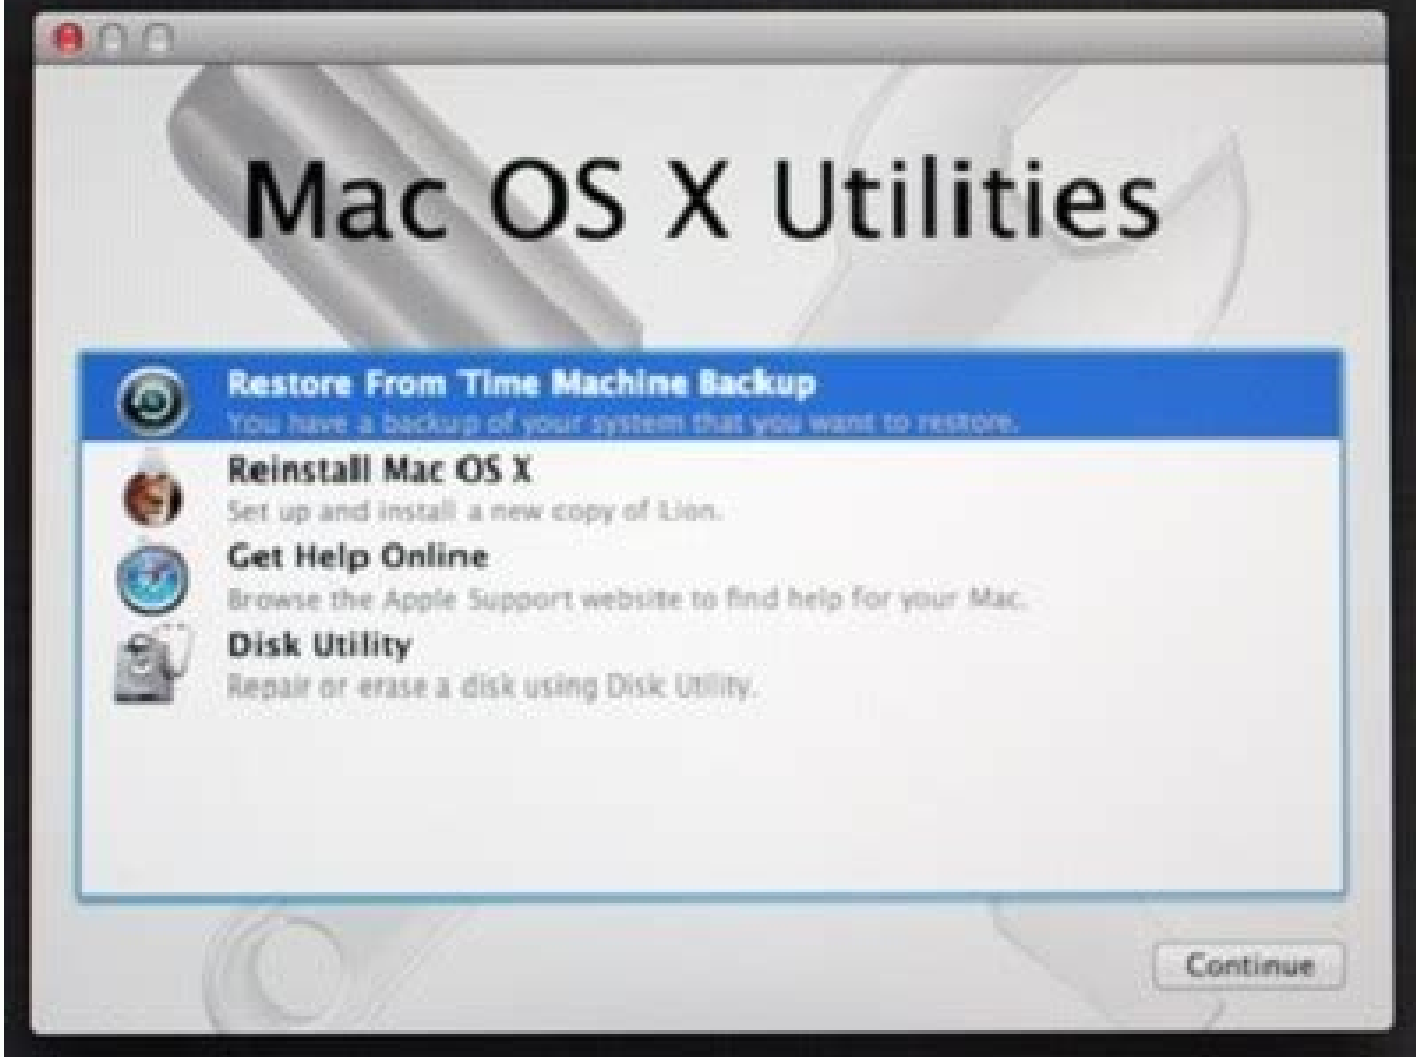 Mac OS X Utilities
Restore From Time Machine Backup
You have a backup of your system that you want to restore.
Reinstall Mac OS X
Set up and install a new copy of Lion.
Get Help Online
Browse the Apple Support website to find help for your Mac.
Disk Utility
Repair or erase a disk using Disk Utility.
Continue